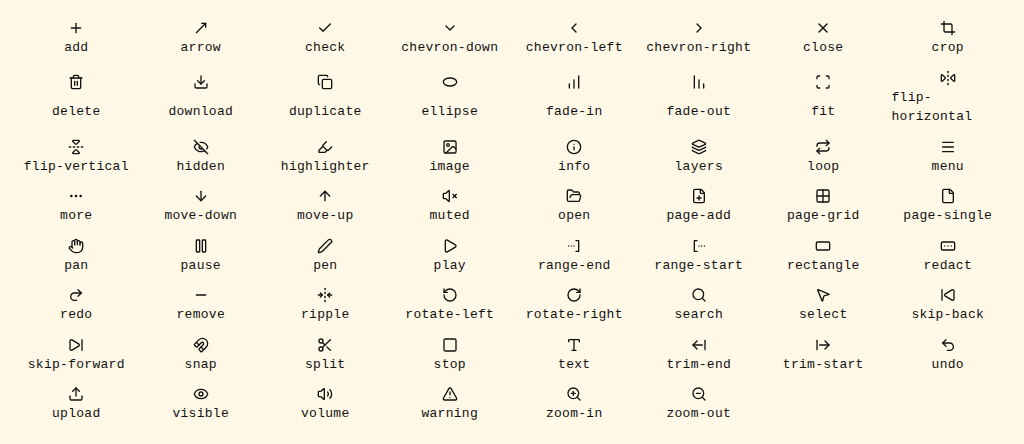 add arrow check chevron-down chevron-left chevron-right close crop
delete download duplicate ellipse fade-in fade-out fit flip-
horizontal
flip-vertical hidden highlighter image info layers loop menu
more move-down move-up muted open page-add page-grid page-single
pan pause pen play range-end range-start rectangle redact
redo remove ripple rotate-left rotate-right search select skip-back
skip-forward snap split stop text trim-end trim-start undo
upload visible volume warning zoom-in zoom-out